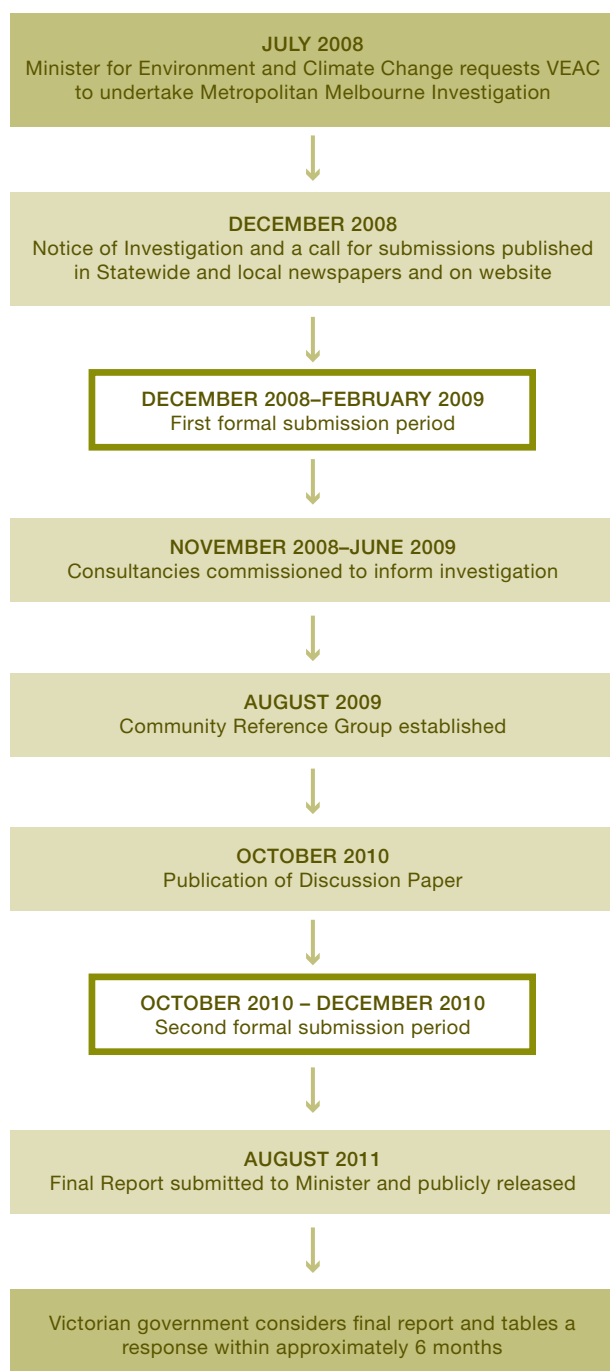 JULY 2008
Minister for Environment and Climate Change requests VEAC
to undertake Metropolitan Melbourne Investigation
DECEMBER 2008
Notice of Investigation and a call for submissions published
in Statewide and local newspapers and on website
DECEMBER 2008–FEBRUARY 2009
First formal submission period
NOVEMBER 2008–JUNE 2009
Consultancies commissioned to inform investigation
AUGUST 2009
Community Reference Group established
OCTOBER 2010
Publication of Discussion Paper
OCTOBER 2010 – DECEMBER 2010
Second formal submission period
AUGUST 2011
Final Report submitted to Minister and publicly released
Victorian government considers final report and tables a
response within approximately 6 months